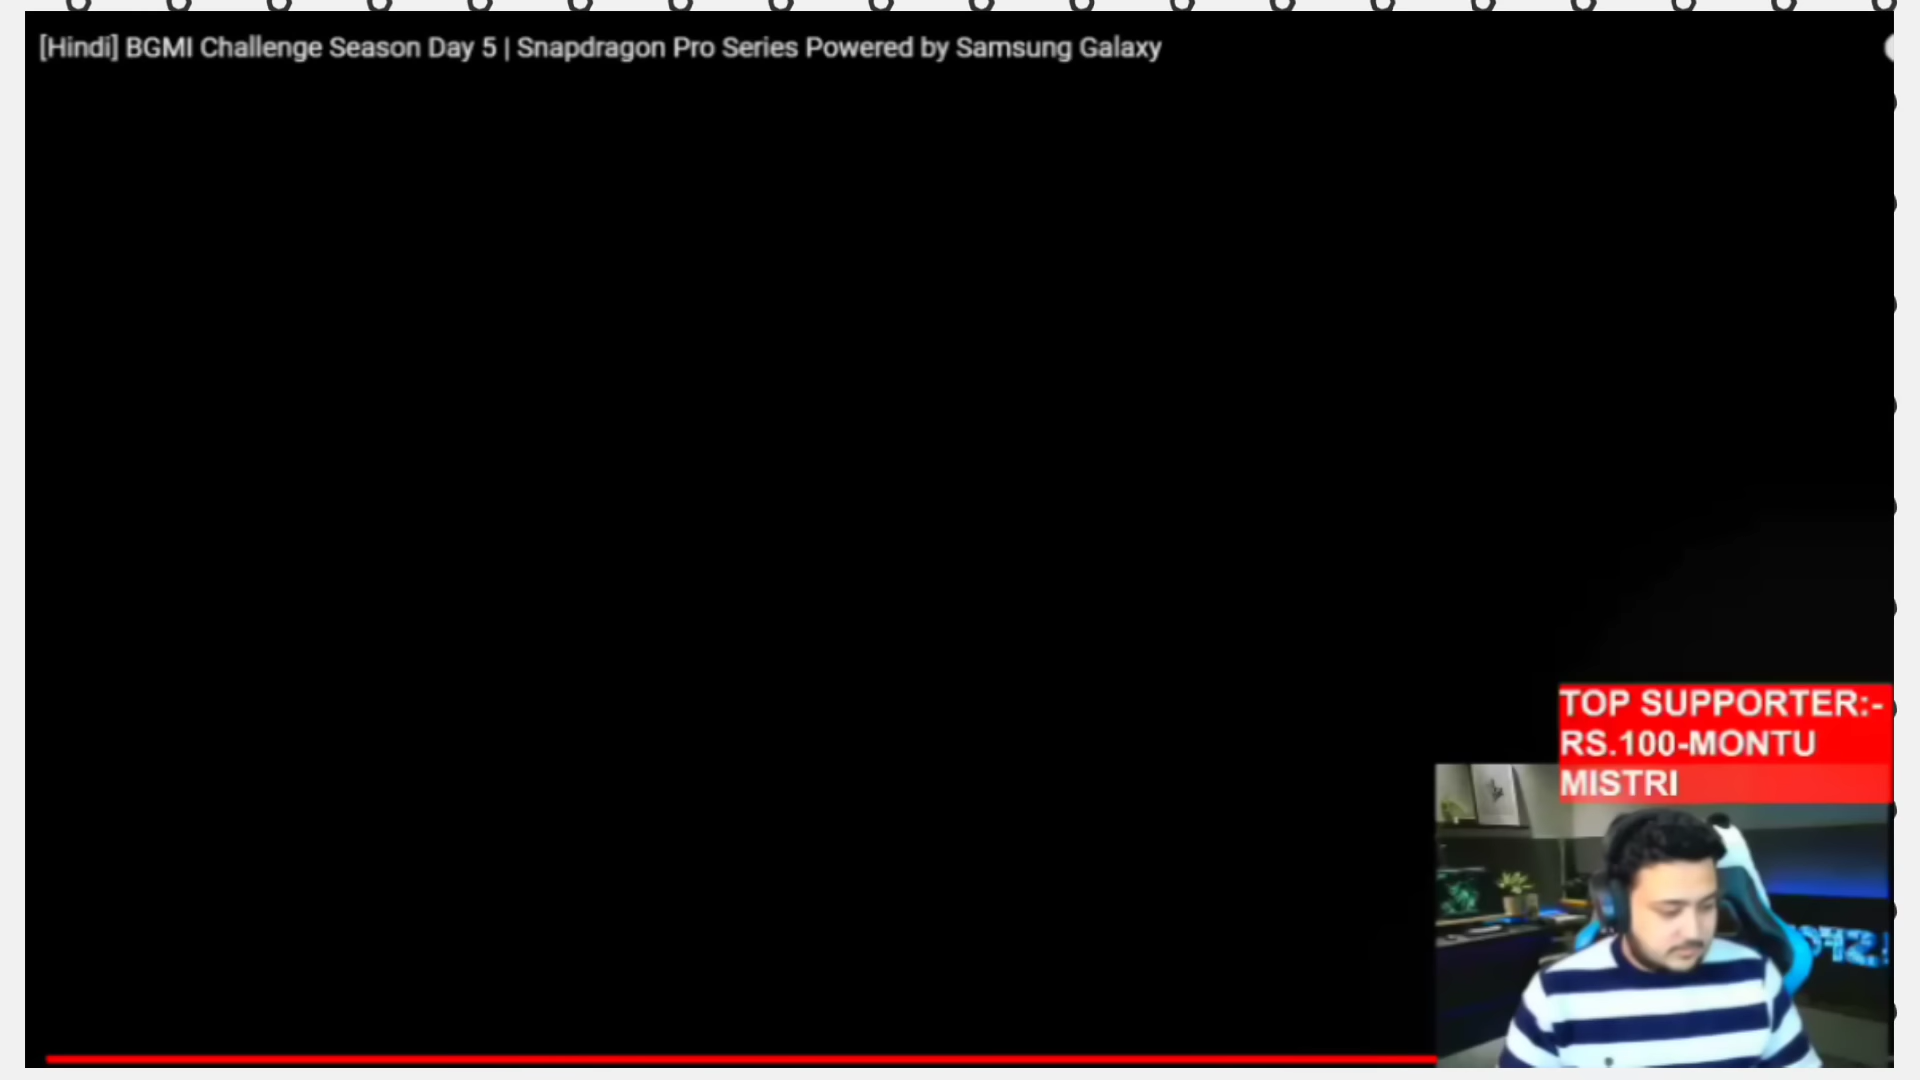 [Hindi] BGMI Challenge Season Day 5 | Snapdragon Pro Series Powered by Samsung Galaxy
TOP SUPPORTER:-
RS.100-MONTU
MISTRI